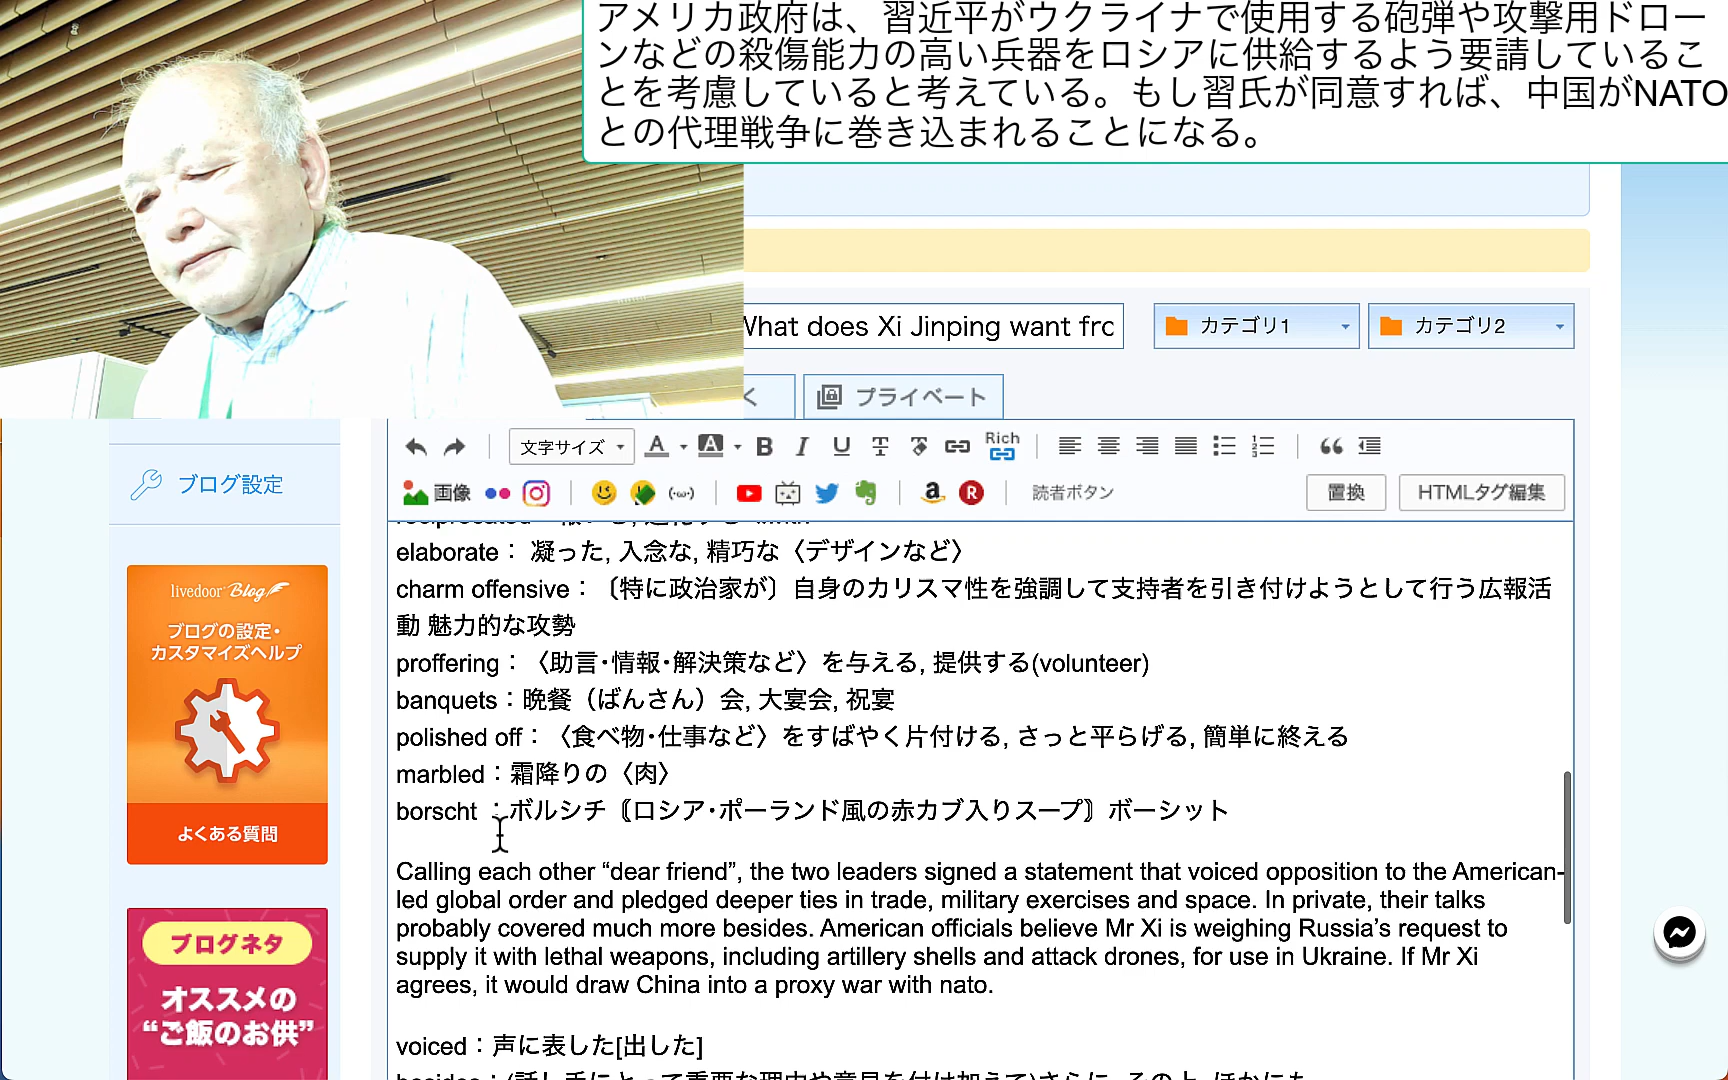 アメリカ政府は、習近平がウクライナで使用する砲弾や攻撃用ドロー
ンなどの殺傷能力の高い兵器をロシアに供給するよう要請しているこ
とを考慮していると考えている。もし習氏が同意すれば、中国がNATO
との代理戦争に巻き込まれることになる。
What does Xi Jinping want frc
カテゴリ1
カテゴリ2
く
プライベート
文字サイズ
A
A
B
I
U
T
Rich
画像
読者ボタン
置換
HTMLタグ編集
ブログ設定
livedoor Blog
ブログの設定・
カスタマイズヘルプ
よくある質問
ブログネタ
オススメの
“ご飯のお供”
elaborate： 凝った, 入念な, 精巧な〈デザインなど〉
charm offensive：〔特に政治家が〕自身のカリスマ性を強調して支持者を引き付けようとして行う広報活
動 魅力的な攻勢
proffering：〈助言･情報･解決策など〉を与える, 提供する(volunteer)
banquets：晩餐（ばんさん）会, 大宴会, 祝宴
polished off：〈食べ物･仕事など〉をすばやく片付ける, さっと平らげる, 簡単に終える
marbled：霜降りの〈肉〉
borscht ：ボルシチ〘ロシア･ポーランド風の赤カブ入りスープ〙ボーシット
Calling each other “dear friend”, the two leaders signed a statement that voiced opposition to the American-
led global order and pledged deeper ties in trade, military exercises and space. In private, their talks
probably covered much more besides. American officials believe Mr Xi is weighing Russia’s request to
supply it with lethal weapons, including artillery shells and attack drones, for use in Ukraine. If Mr Xi
agrees, it would draw China into a proxy war with nato.
voiced：声に表した[出した]